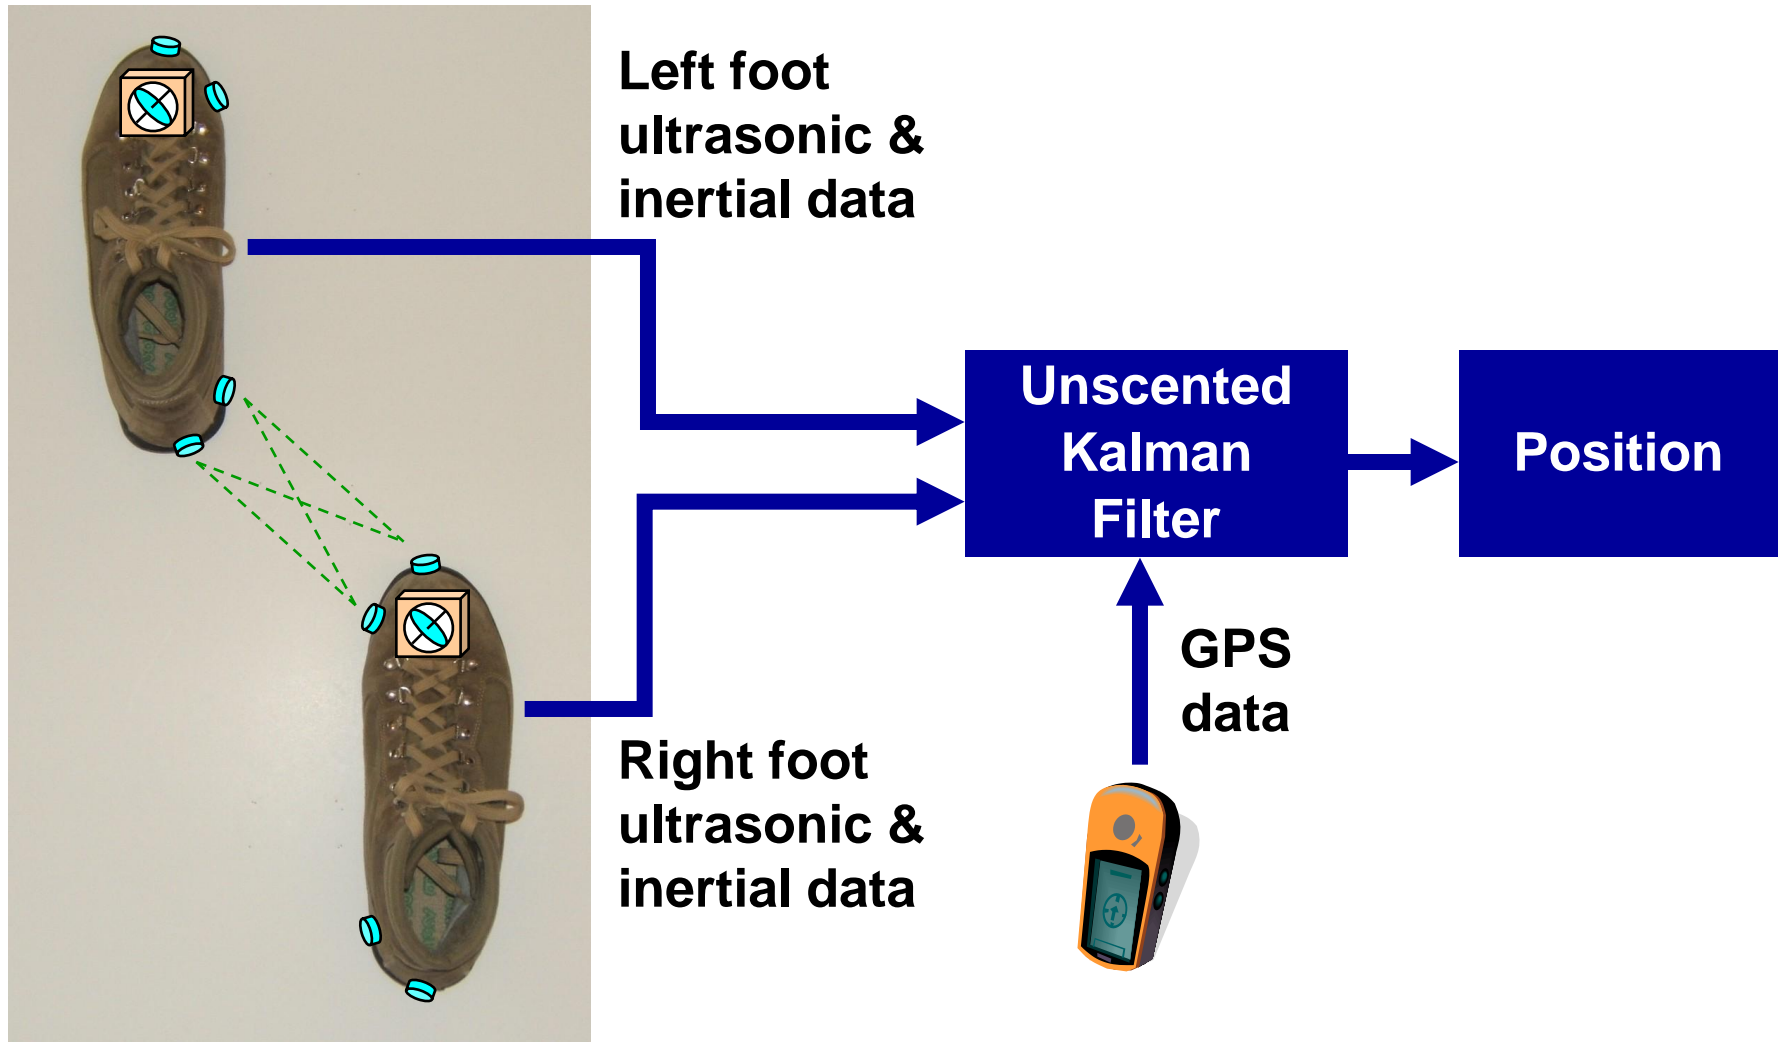 Left foot
ultrasonic &
inertial data
Unscented
Kalman
Filter
Position
GPS
data
Right foot
ultrasonic &
inertial data